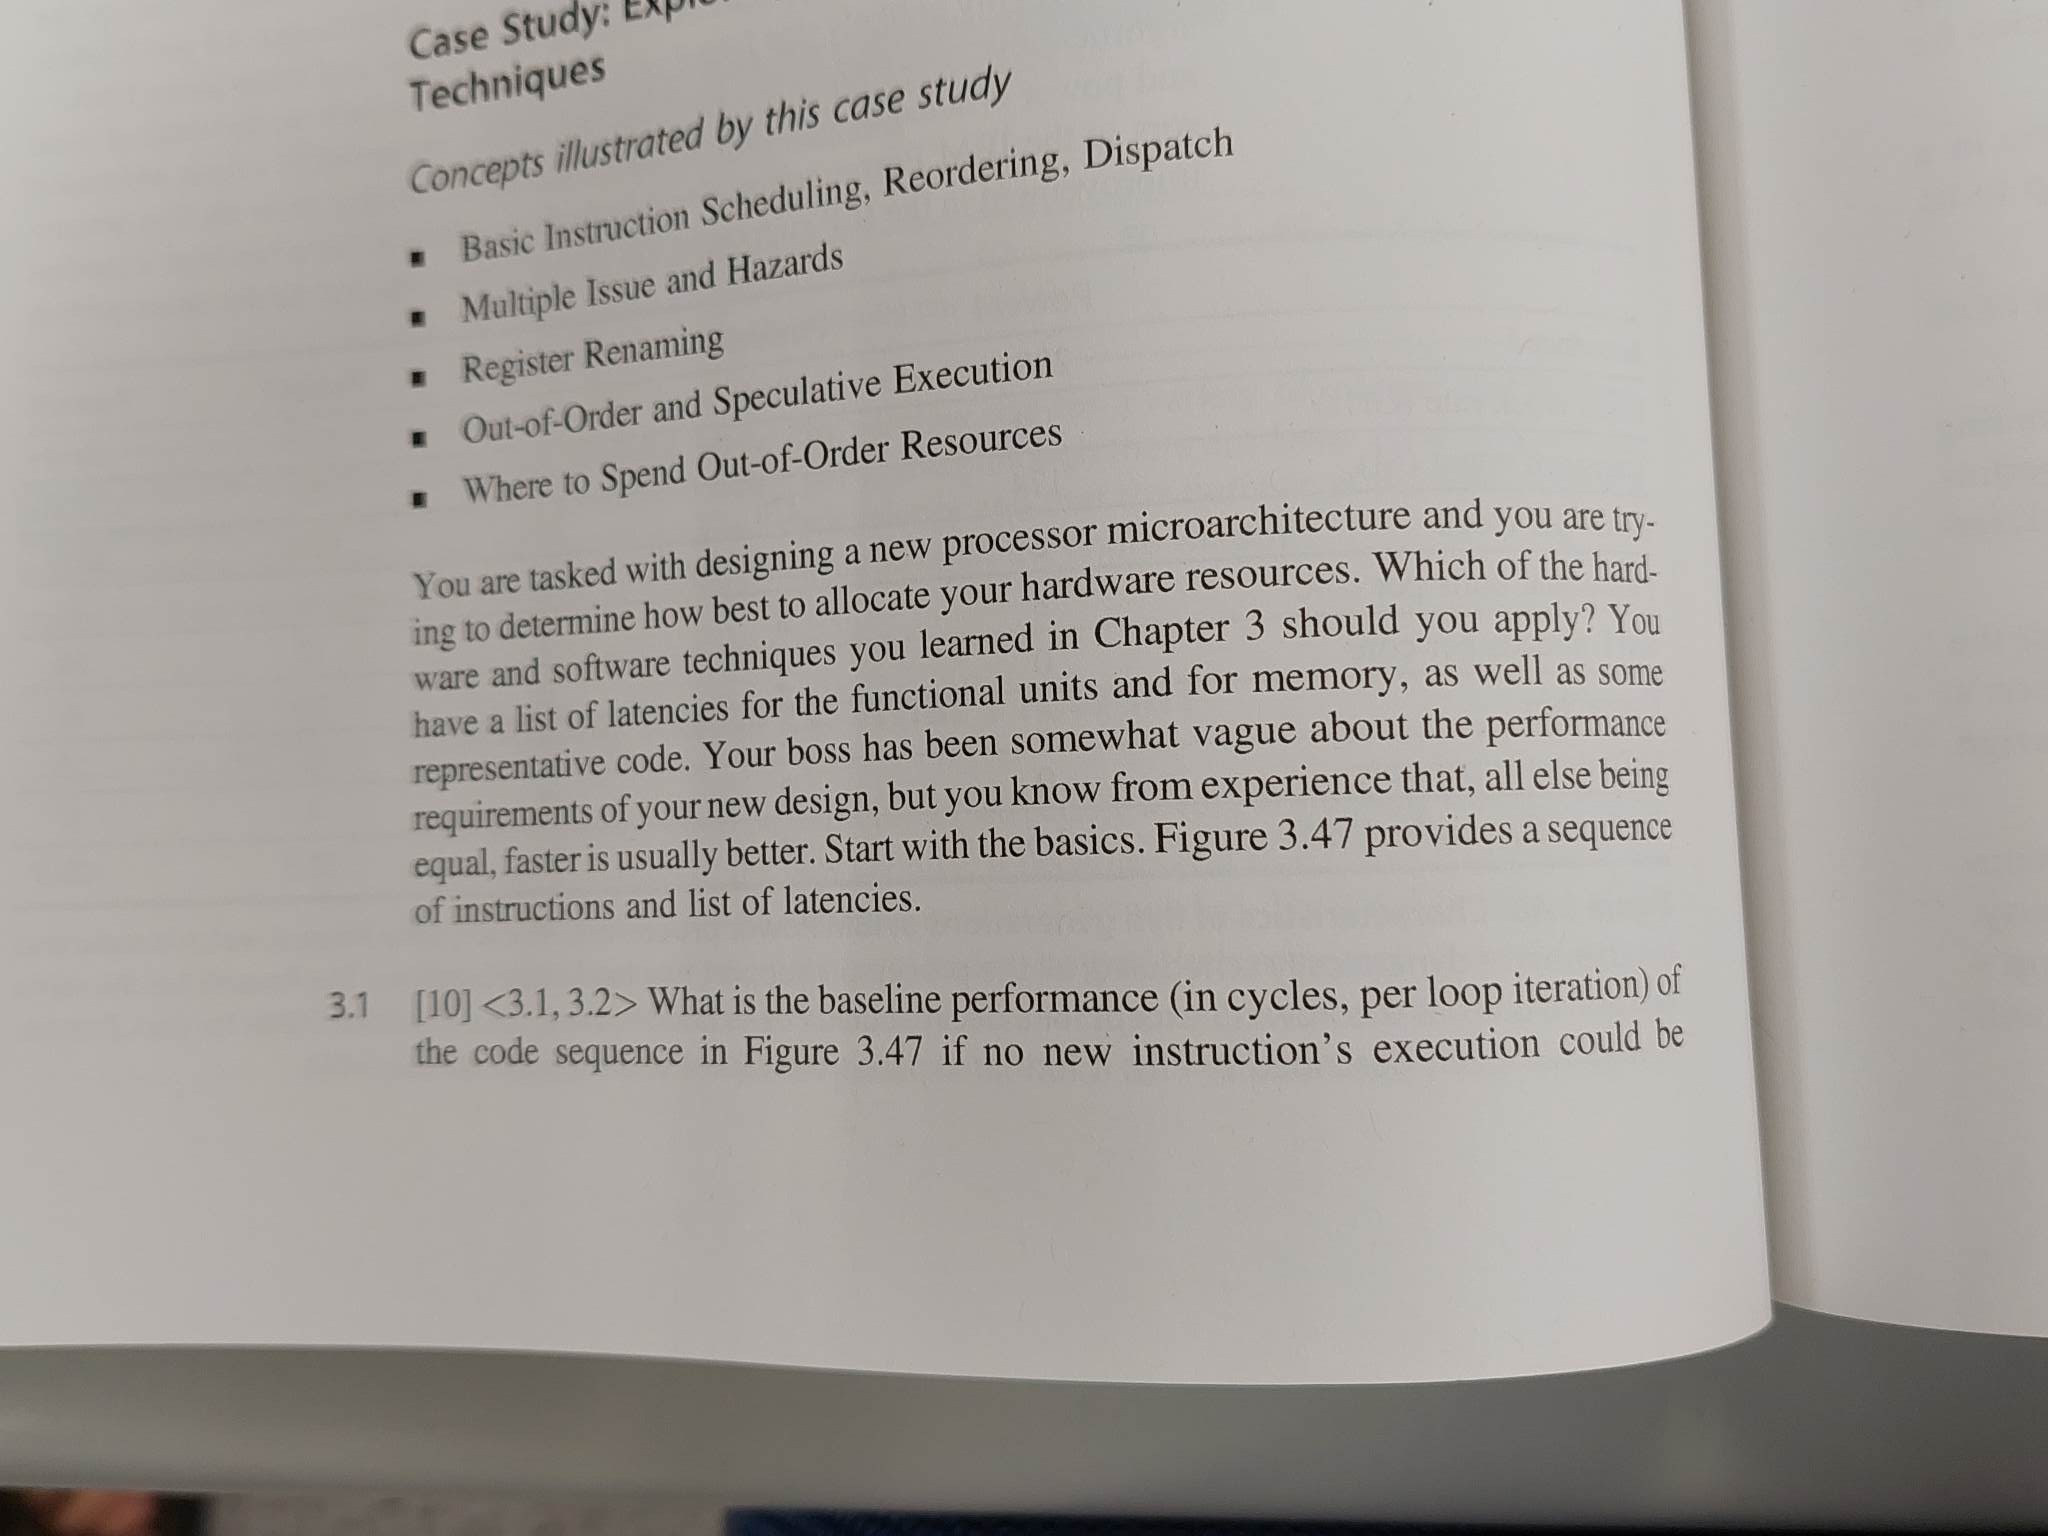 Case Study:
Techniques
Concepts illustrated by this case study
▪ Basic Instruction Scheduling, Reordering, Dispatch
▪ Multiple Issue and Hazards
▪ Register Renaming
▪ Out-of-Order and Speculative Execution
▪ Where to Spend Out-of-Order Resources
You are tasked with designing a new processor microarchitecture and you are try-
ing to determine how best to allocate your hardware resources. Which of the hard-
ware and software techniques you learned in Chapter 3 should you apply? You
have a list of latencies for the functional units and for memory, as well as some
representative code. Your boss has been somewhat vague about the performance
requirements of your new design, but you know from experience that, all else being
equal, faster is usually better. Start with the basics. Figure 3.47 provides a sequence
of instructions and list of latencies.
3.1 [10] <3.1, 3.2> What is the baseline performance (in cycles, per loop iteration) of
the code sequence in Figure 3.47 if no new instruction's execution could be